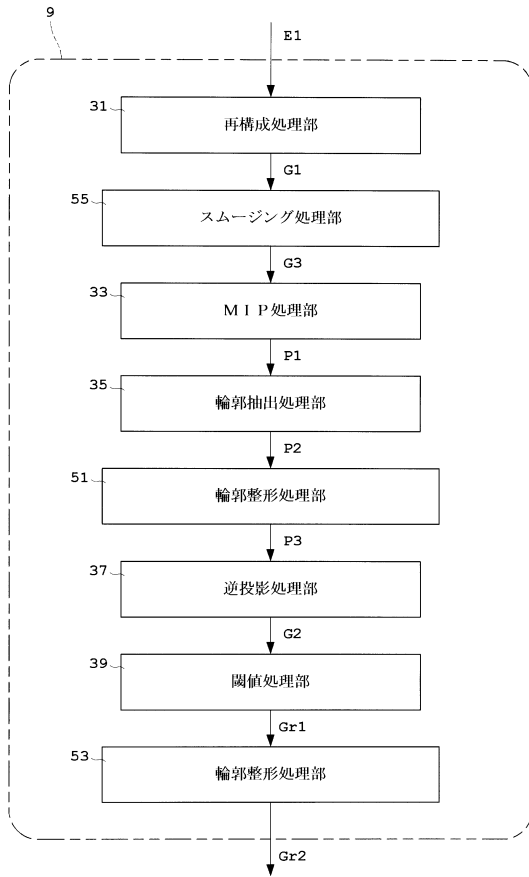 9
E1
31
再構成処理部
G1
55
スムージング処理部
G3
33
ＭＩＰ処理部
P1
35
輪郭抽出処理部
P2
51
輪郭整形処理部
P3
37
逆投影処理部
G2
39
閾値処理部
Gr1
53
輪郭整形処理部
Gr2